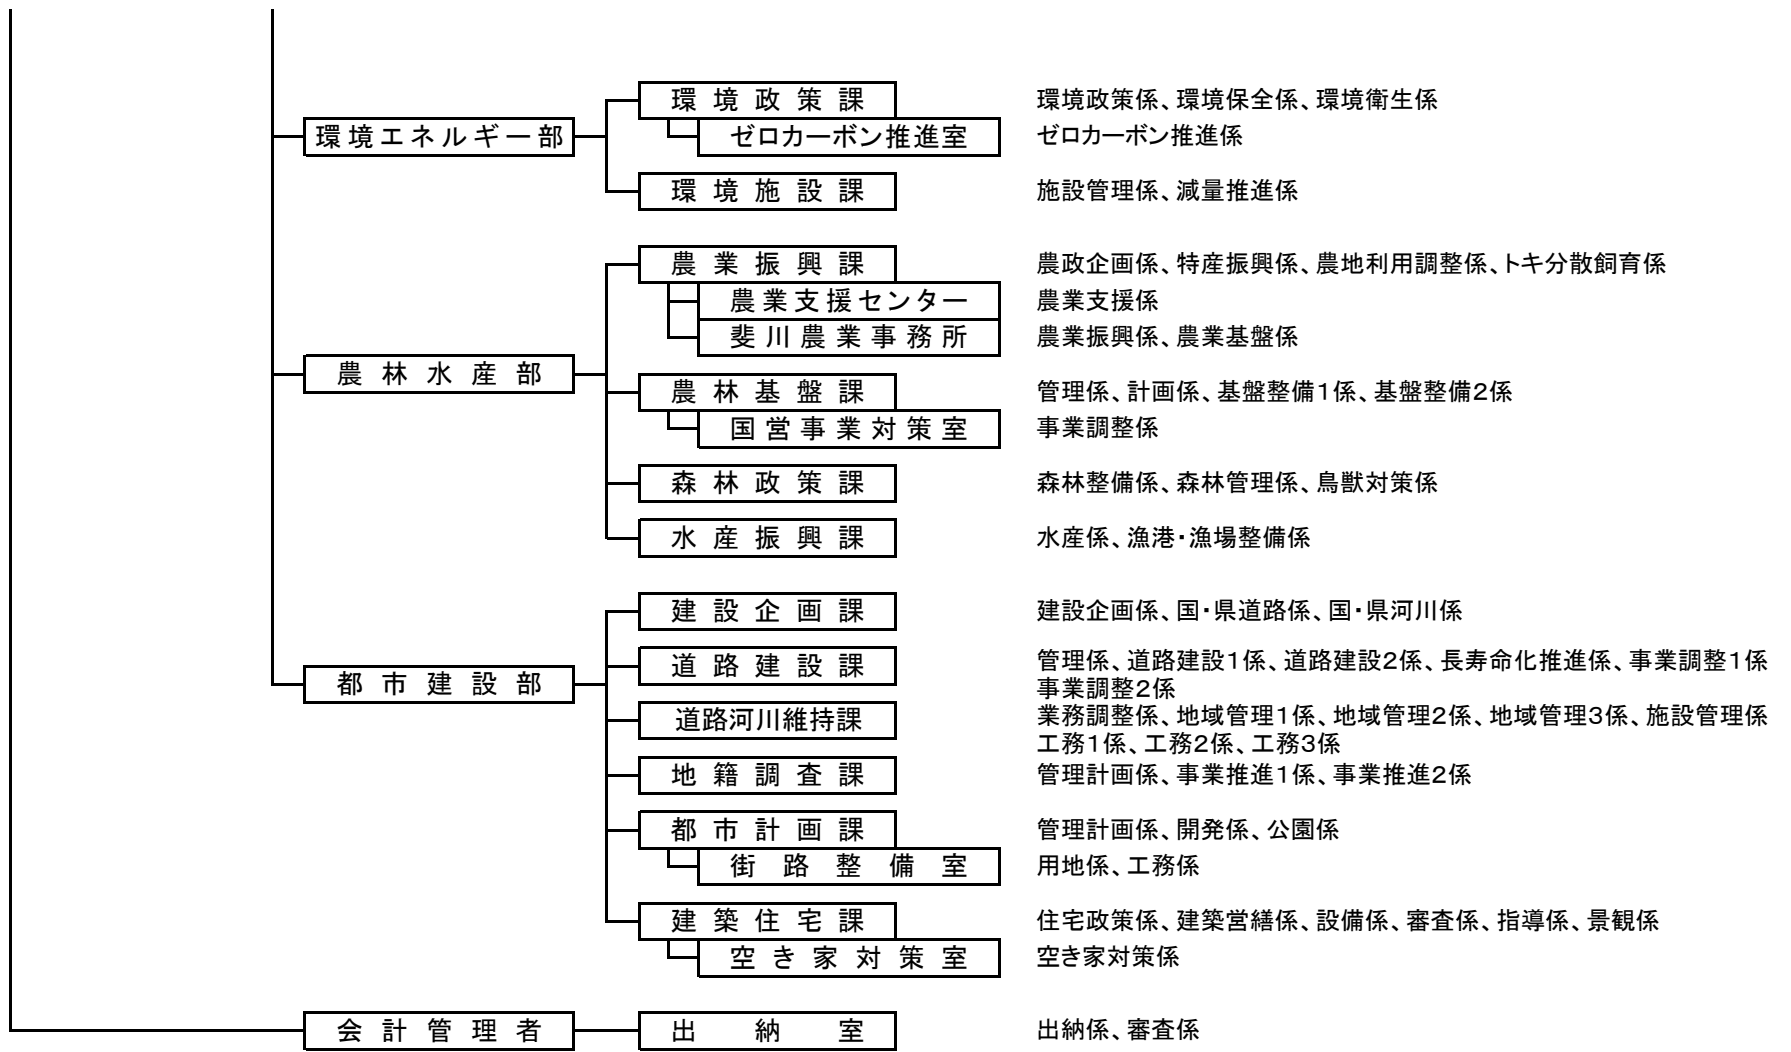 環境政策課 環境政策係、環境保全係、環境衛生係
環境エネルギー部 ゼロカーボン推進室 ゼロカーボン推進係
環境施設課 施設管理係、減量推進係
農業振興課 農政企画係、特産振興係、農地利用調整係、トキ分散飼育係
農業支援センター 農業支援係
斐川農業事務所 農業振興係、農業基盤係
農林水産部
農林基盤課 管理係、計画係、基盤整備1係、基盤整備2係
国営事業対策室 事業調整係
森林政策課 森林整備係、森林管理係、鳥獣対策係
水産振興課 水産係、漁港・漁場整備係
建設企画課 建設企画係、国・県道路係、国・県河川係
道路建設課 管理係、道路建設1係、道路建設2係、長寿命化推進係、事業調整1係
都市建設部 事業調整2係
道路河川維持課 業務調整係、地域管理1係、地域管理2係、地域管理3係、施設管理係
工務1係、工務2係、工務3係
地籍調査課 管理計画係、事業推進1係、事業推進2係
都市計画課 管理計画係、開発係、公園係
街路整備室 用地係、工務係
建築住宅課 住宅政策係、建築営繕係、設備係、審査係、指導係、景観係
空き家対策室 空き家対策係
会計管理者 出納室 出納係、審査係